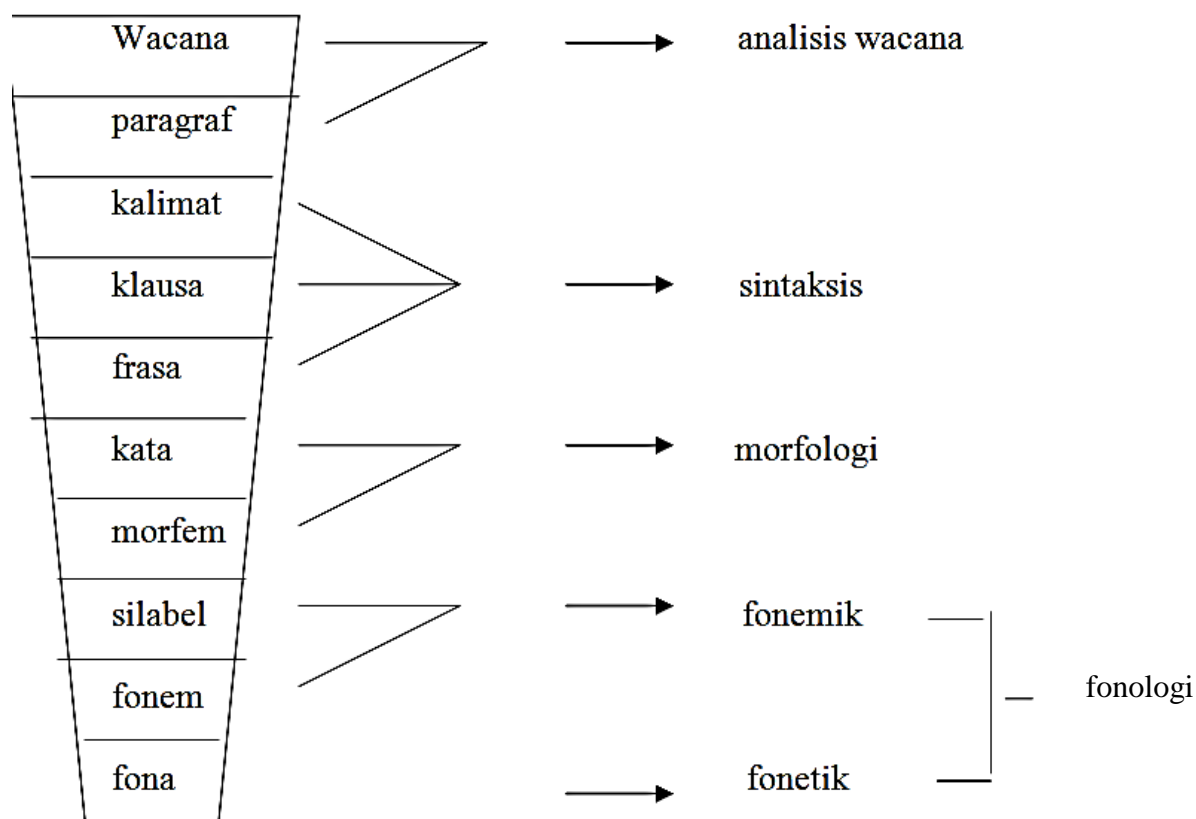 Wacana analisis wacana
paragraf
kalimat
klausa sintaksis
frasa
kata morfologi
morfem
silabel fonemik
fonem fonologi
fona fonetik